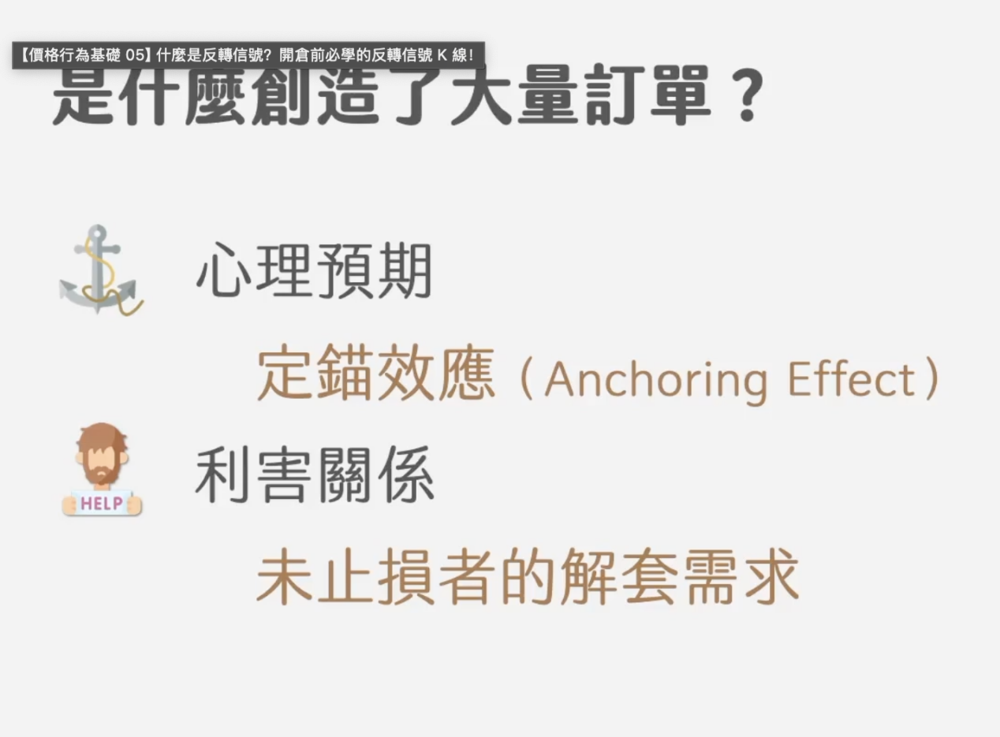 【價格行為基礎 05】什麼是反轉信號？開倉前必學的反轉信號 K 線！
是什麼創造了大量訂單？
心理預期
定錨效應（Anchoring Effect）
HELP
利害關係
未止損者的解套需求